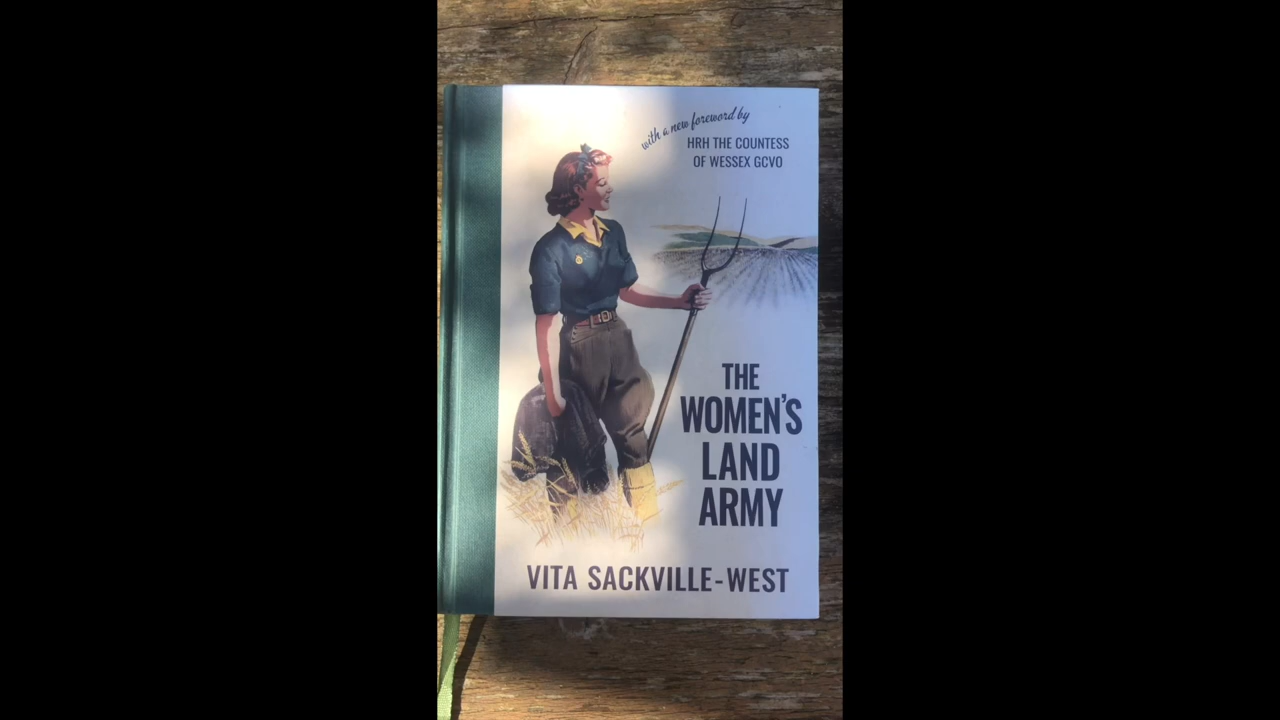 with a new foreword by
HRH THE COUNTESS
OF WESSEX GCVO
THE
WOMEN'S
LAND
ARMY
VITA SACKVILLE-WEST